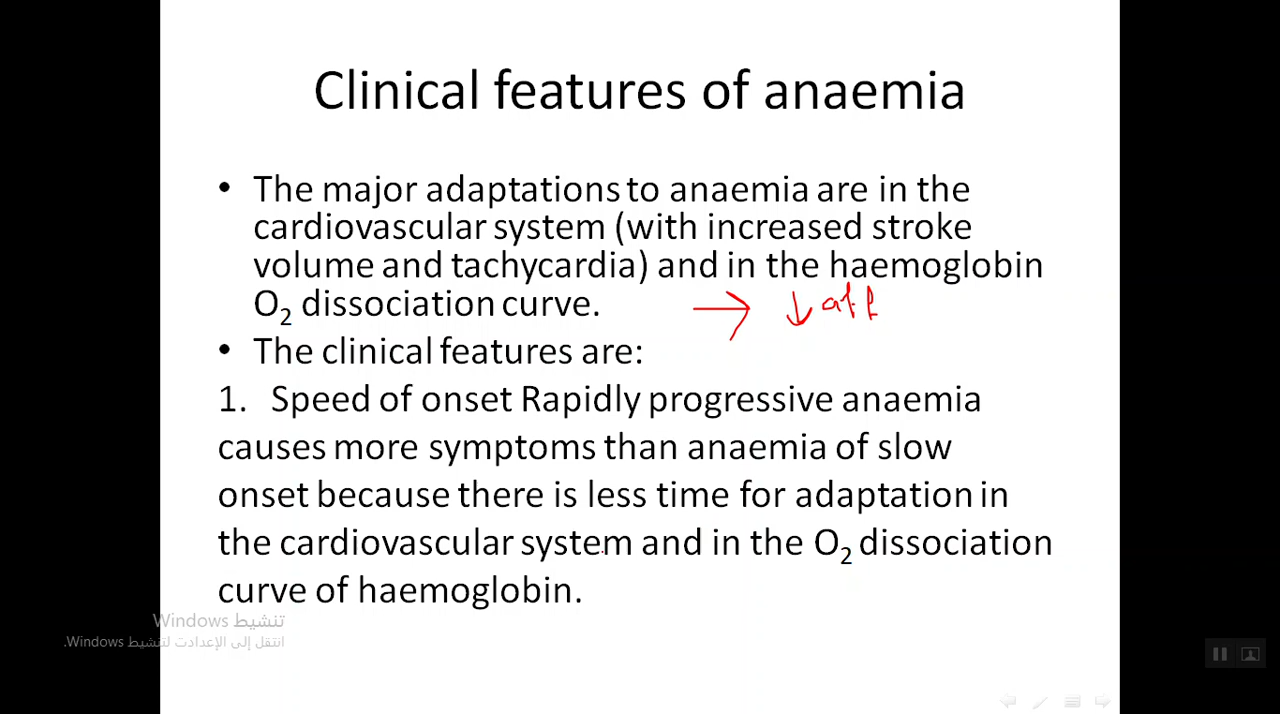 Clinical features of anaemia
• The major adaptations to anaemia are in the
cardiovascular system (with increased stroke
volume and tachycardia) and in the haemoglobin
O₂ dissociation curve. → ↓ aff
• The clinical features are:
1. Speed of onset Rapidly progressive anaemia
causes more symptoms than anaemia of slow
onset because there is less time for adaptation in
the cardiovascular system and in the O₂ dissociation
curve of haemoglobin.
تنشيط Windows
انتقل إلى الإعدادت لتنشيط Windows.